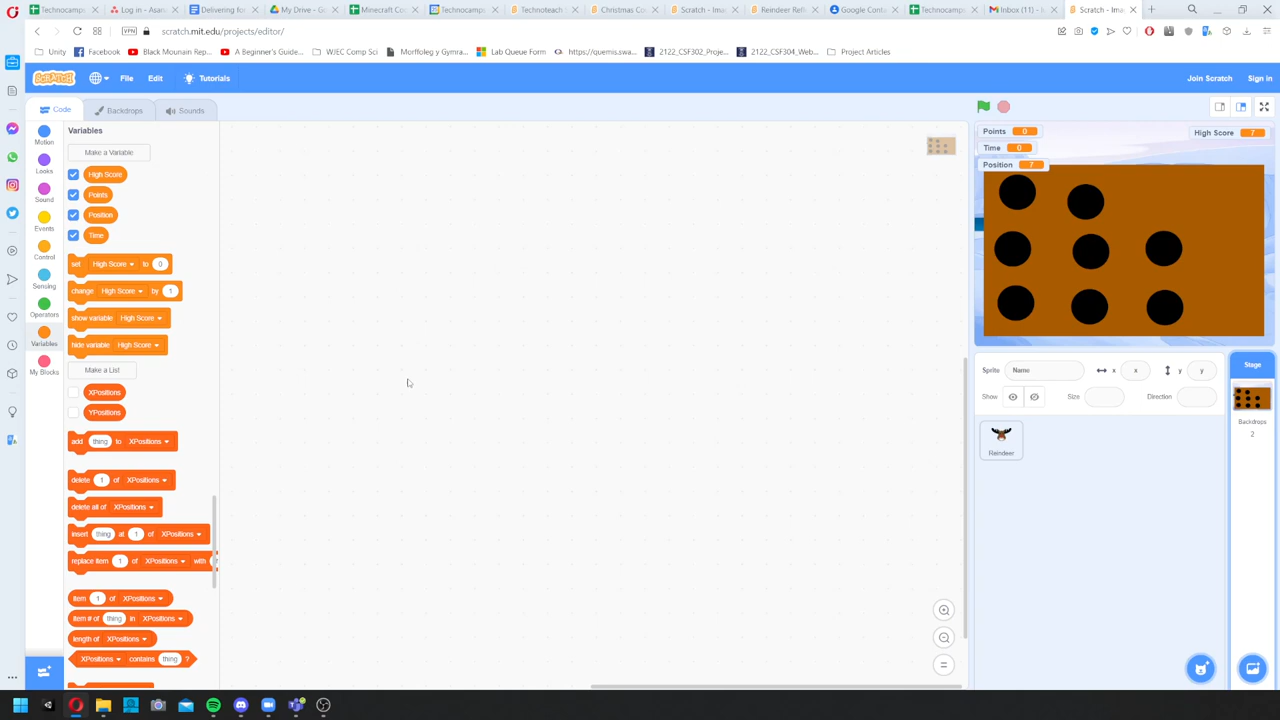 Minecraft Co
Technocamp
Log in - Asan
Delivering for
My Drive - Go
Minecraft Co
Technocamp
Technoteach S
Christmas Co
Scratch - Ima
Reindeer Refl
Google Conta
Technocamp
Inbox (11) -
Scratch - Ima
VPN
scratch.mit.edu/projects/editor/
Unity
Facebook
Black Mountain Rep...
A Beginner's Guide...
WJEC Comp Sci
Morffoleg y Gymra...
Lab Queue Form
https://quemis.swa...
2122_CSF302_Proje...
2122_CSF304_Web...
Project Articles
SCRATCH
File
Edit
Tutorials
Join Scratch
Sign in
Code
Backdrops
Sounds
Motion
Looks
Sound
Events
Control
Sensing
Operators
Variables
My Blocks
Variables
Make a Variable
High Score
Points
Position
Time
set High Score to 0
change High Score by 1
show variable High Score
hide variable High Score
Make a List
XPositions
YPositions
add thing to XPositions
delete 1 of XPositions
delete all of XPositions
insert thing at 1 of XPositions
replace item 1 of XPositions with
item 1 of XPositions
item # of thing in XPositions
length of XPositions
XPositions contains thing ?
Points 0
Time 0
Position 7
High Score 7
Sprite Name
x x
y y
Show
Size
Direction
Reindeer
Stage
Backdrops
2